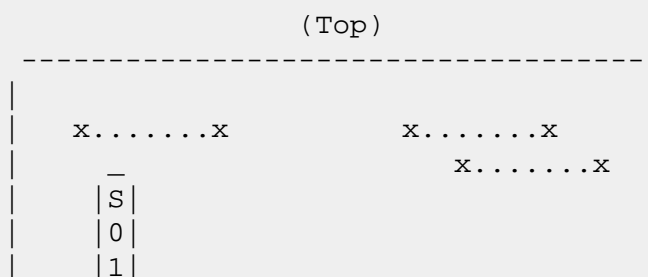 (Top)
 ------------------------------------
|
|   x.......x          x.......x
|     _                   x.......x
|    |S|
|    |0|
|    |1|